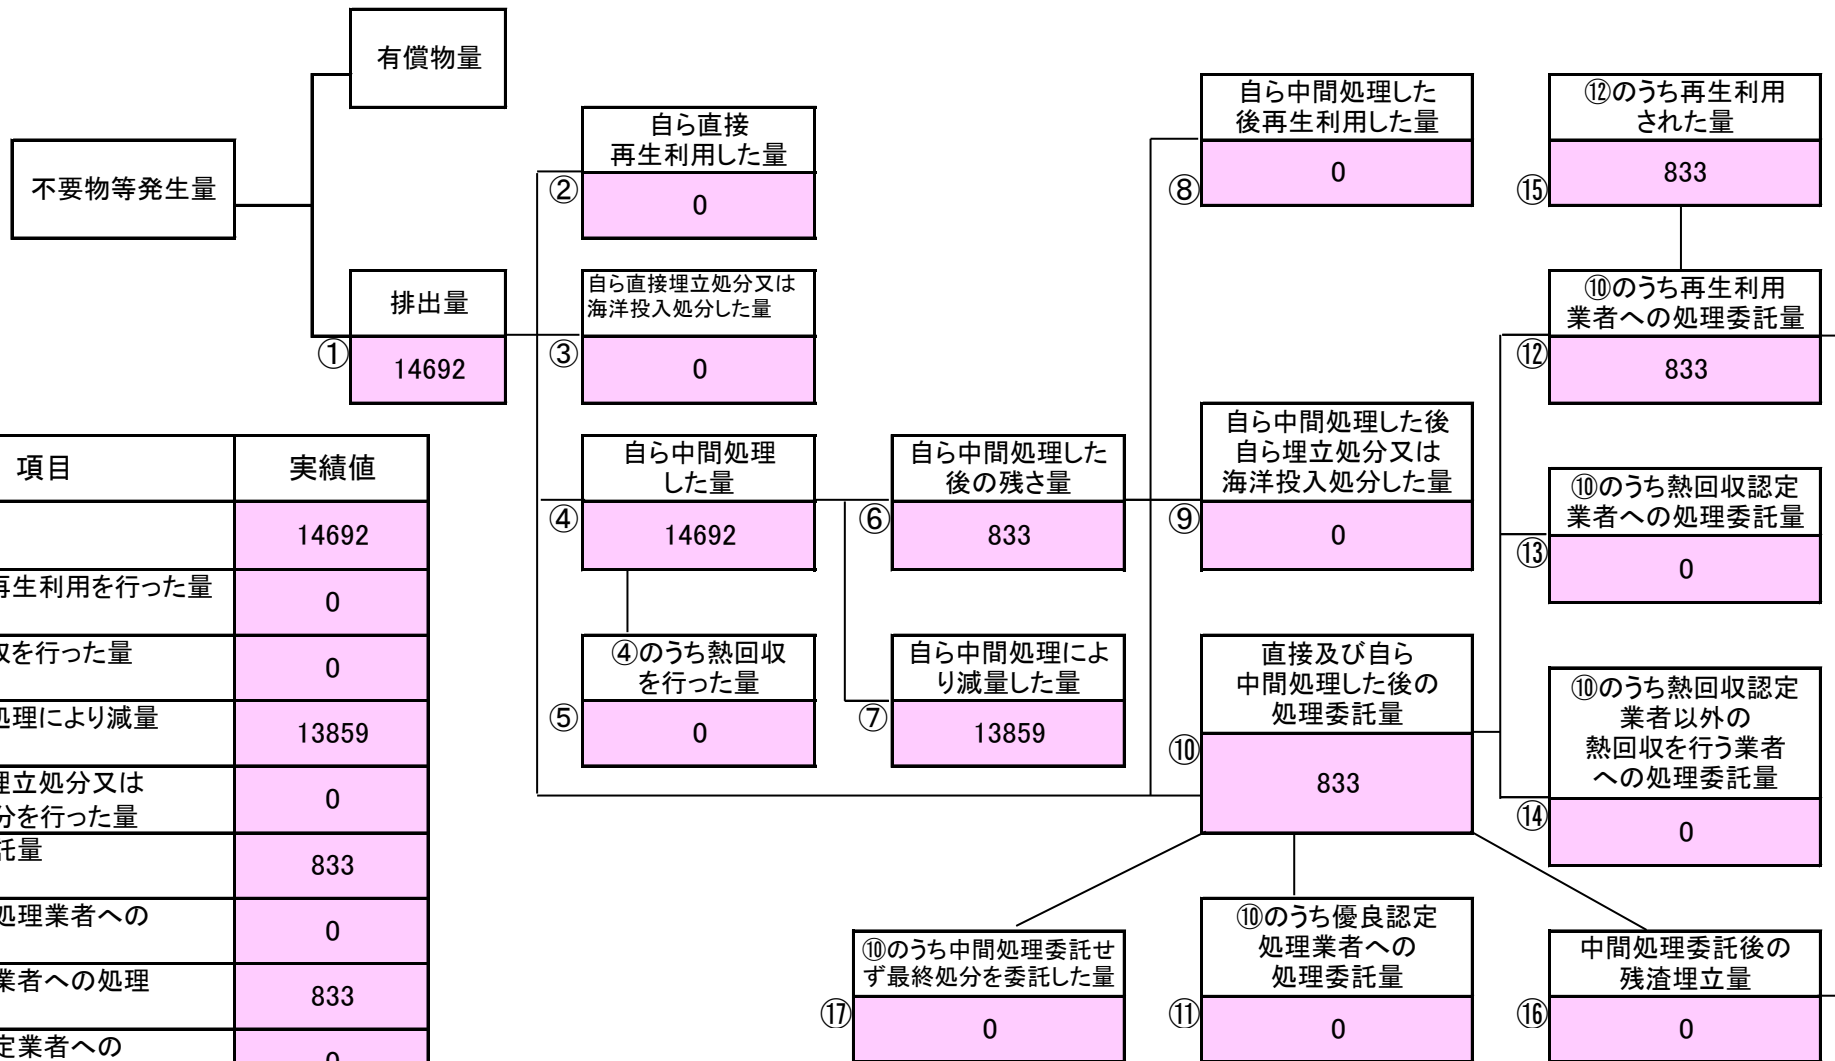 有償物量
不要物等発生量
排出量
①
14692
自ら直接
再生利用した量
②
0
自ら直接埋立処分又は
海洋投入処分した量
③
0
自ら中間処理
した量
④
14692
④のうち熱回収
を行った量
⑤
0
自ら中間処理した
後の残さ量
⑥
833
自ら中間処理によ
り減量した量
⑦
13859
自ら中間処理した
後再生利用した量
⑧
0
自ら中間処理した後
自ら埋立処分又は
海洋投入処分した量
⑨
0
直接及び自ら
中間処理した後の
処理委託量
⑩
833
⑫のうち再生利用
された量
⑮
833
⑩のうち再生利用
業者への処理委託量
⑫
833
⑩のうち熱回収認定
業者への処理委託量
⑬
0
⑩のうち熱回収認定
業者以外の
熱回収を行う業者
への処理委託量
⑭
0
⑩のうち中間処理委託せ
ず最終処分を委託した量
⑰
0
⑩のうち優良認定
処理業者への
処理委託量
⑪
0
中間処理委託後の
残渣埋立量
⑯
0
項目 実績値
14692
再生利用を行った量 0
を行った量 0
処理により減量 13859
埋立処分又は
分を行った量 0
託量 833
処理業者への 0
業者への処理 833
定業者への 0